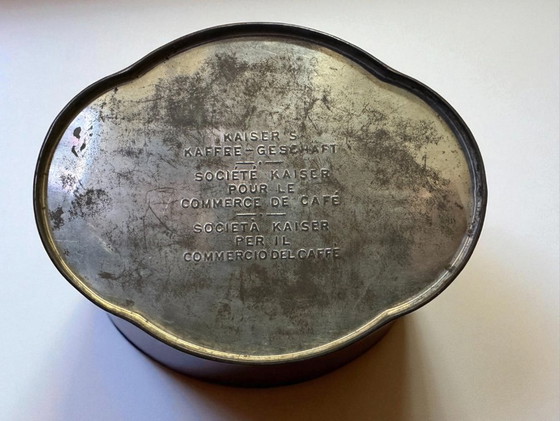 KAISER'S
KAFFEE-GESCHÄFT
SOCIÉTÉ KAISER
POUR LE
COMMERCE DE CAFÉ
SOCIETÀ KAISER
PER IL
COMMERCIO DEL CAFFÈ